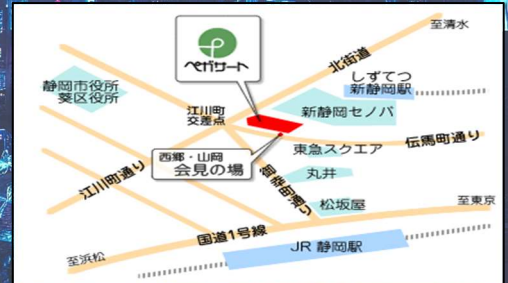 至清水
ペガサート
北街道
しずてつ
新静岡駅
静岡市役所
葵区役所
江川町
交差点
新静岡セノバ
伝馬町通り
東急スクエア
西郷・山岡
会見の場
江川町通り
御幸町通り
丸井
松坂屋
至東京
国道1号線
JR 静岡駅
至浜松